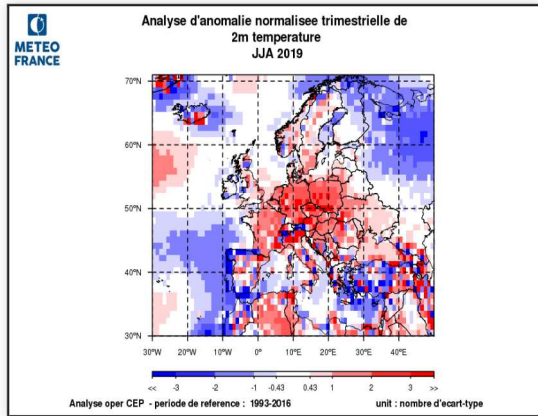 METEO
FRANCE
Analyse d'anomalie normalisee trimestrielle de
2m temperature
JJA 2019
70°N
60°N
50°N
40°N
30°N
30°W 20°W 10°W 0° 10°E 20°E 30°E 40°E
<< -3 -2 -1 -0.43 0.43 1 2 3 >>
Analyse oper CEP - periode de reference : 1993-2016 unit : nombre d'ecart-type